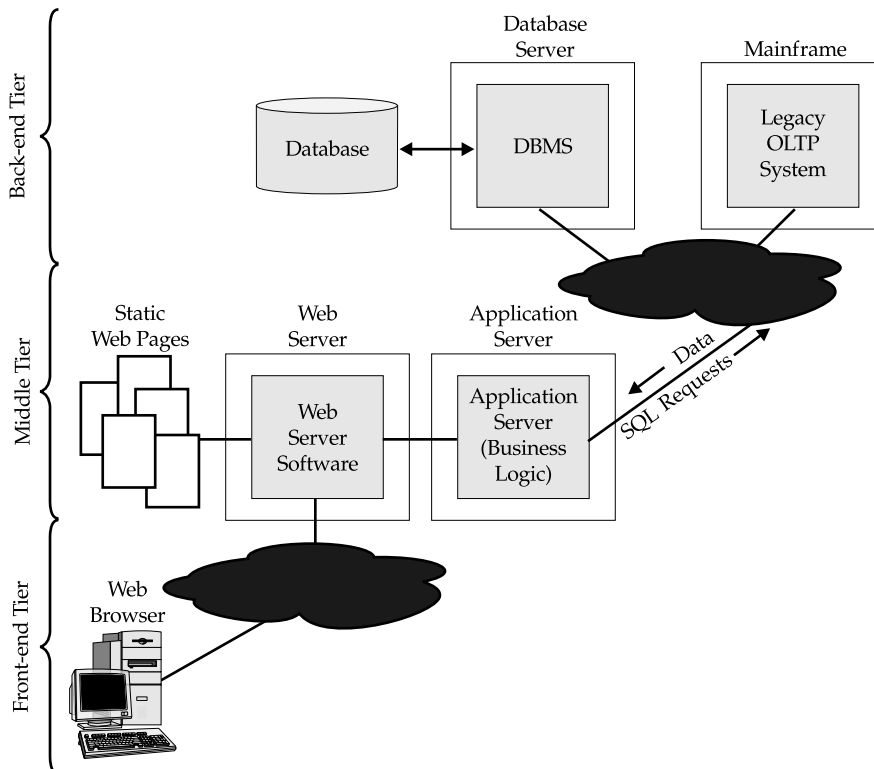 Back-end Tier
Database
Server
Mainframe
Database
DBMS
Legacy
OLTP
System
Middle Tier
Static
Web Pages
Web
Server
Application
Server
Web
Server
Software
Application
Server
(Business
Logic)
Data
SQL Requests
Front-end Tier
Web
Browser